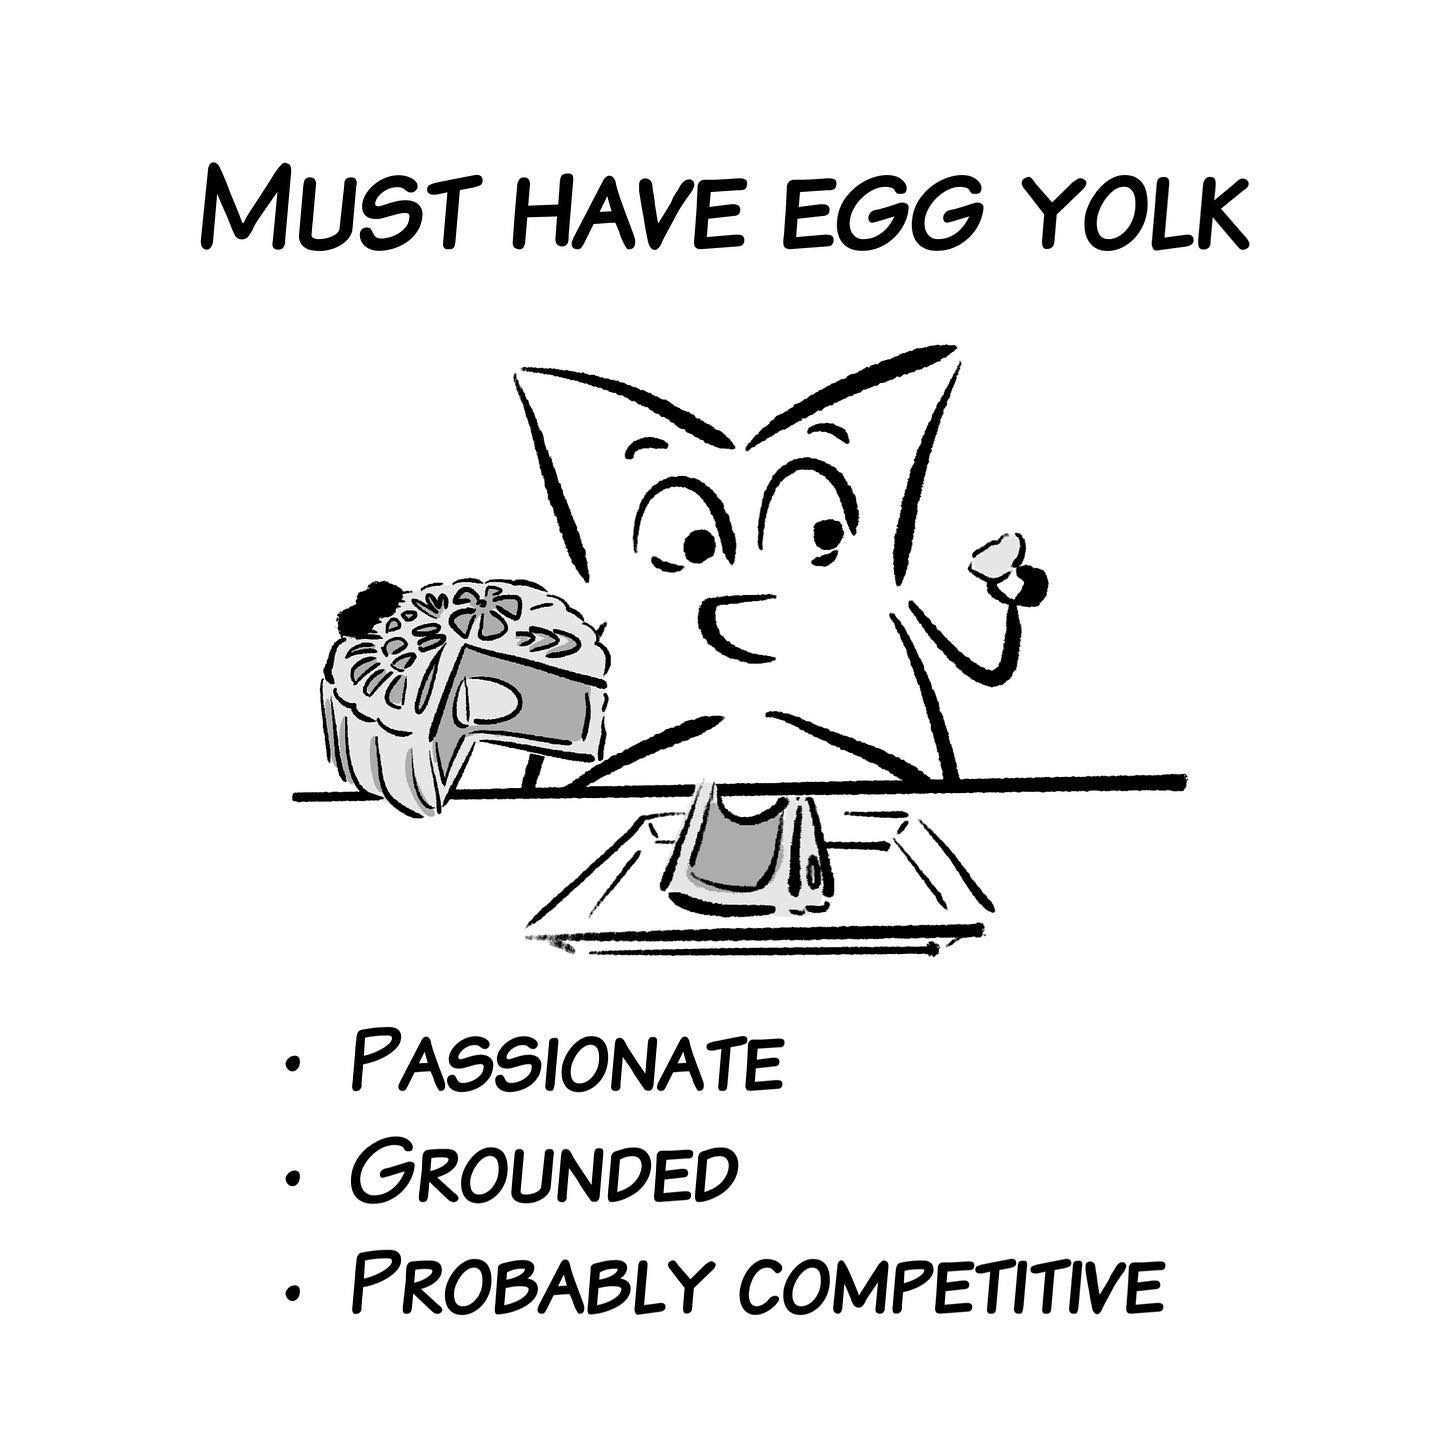 Must have egg yolk
• Passionate
• Grounded
• Probably competitive